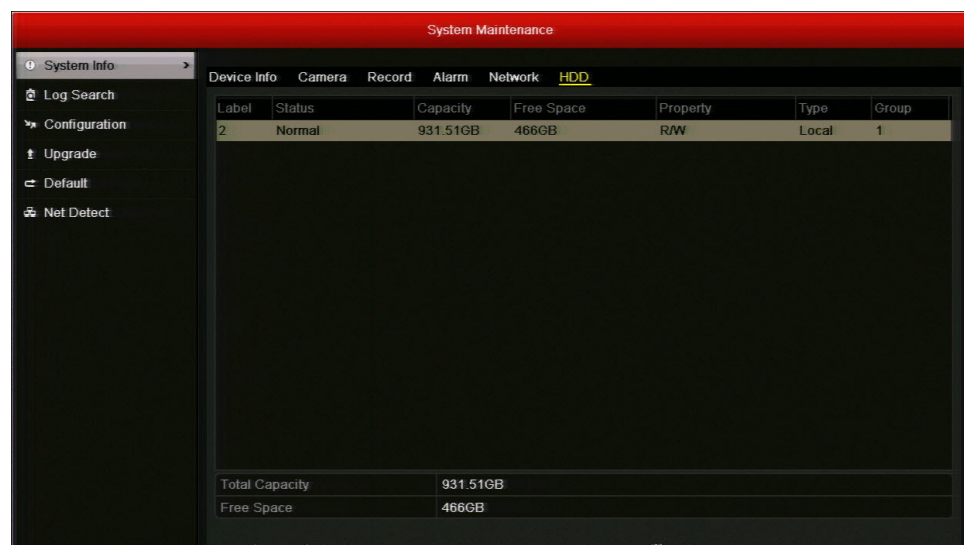 System Maintenance
System Info >
Log Search
Configuration
Upgrade
Default
Net Detect
Device Info Camera Record Alarm Network HDD
Label Status Capacity Free Space Property Type Group
2 Normal 931.51GB 466GB R/W Local 1
Total Capacity 931.51GB
Free Space 466GB